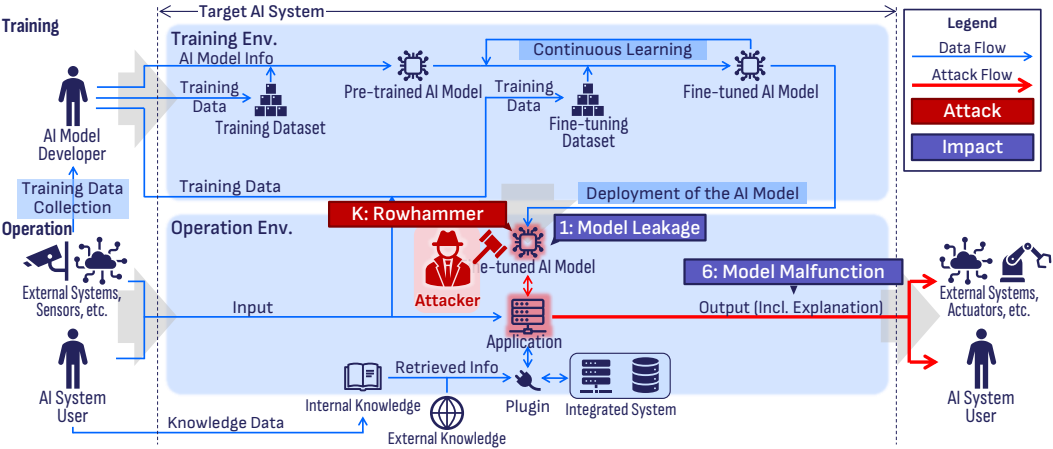 Target AI System
Training
Training Env.
AI Model Info
Continuous Learning
Pre-trained AI Model
Fine-tuned AI Model
Training
Data
Training Dataset
Training
Data
Fine-tuning
Dataset
AI Model
Developer
Training Data
Collection
Training Data
Deployment of the AI Model
Operation
Operation Env.
K: Rowhammer
1: Model Leakage
ne-tuned AI Model
Attacker
6: Model Malfunction
External Systems,
Sensors, etc.
Input
Output (Incl. Explanation)
External Systems,
Actuators, etc.
Application
AI System
User
Retrieved Info
Internal Knowledge
Plugin
Integrated System
AI System
User
Knowledge Data
External Knowledge
Legend
Data Flow
Attack Flow
Attack
Impact